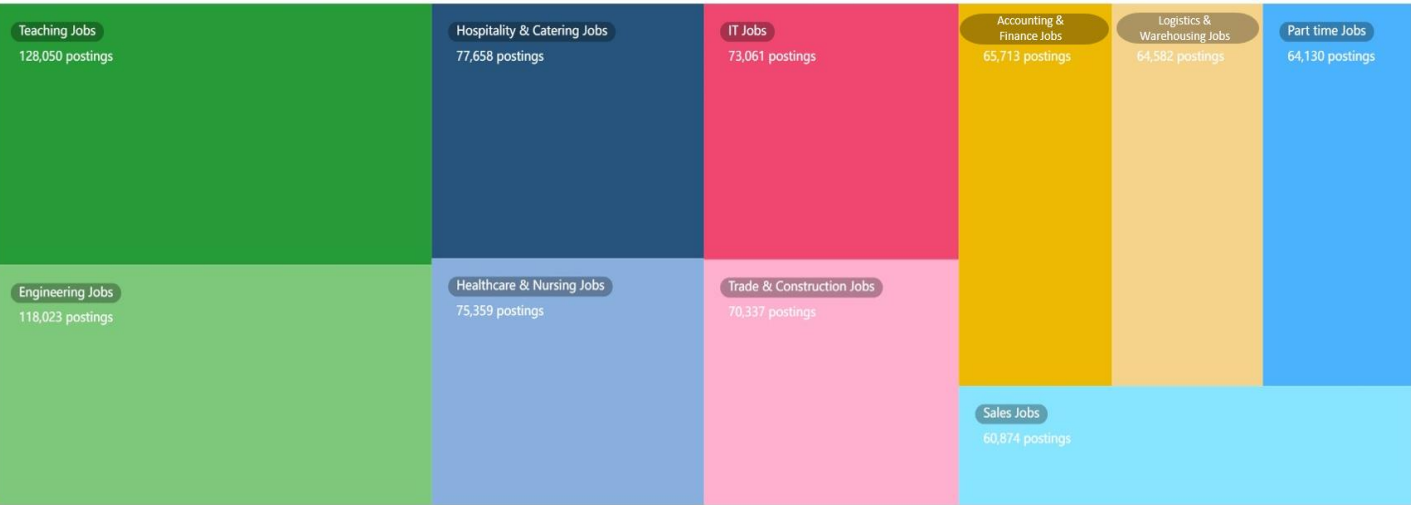 Teaching Jobs
128,050 postings
Hospitality & Catering Jobs
77,658 postings
IT Jobs
73,061 postings
Accounting &
Finance Jobs
65,713 postings
Logistics &
Warehousing Jobs
64,582 postings
Part time Jobs
64,130 postings
Engineering Jobs
118,023 postings
Healthcare & Nursing Jobs
75,359 postings
Trade & Construction Jobs
70,337 postings
Sales Jobs
60,874 postings